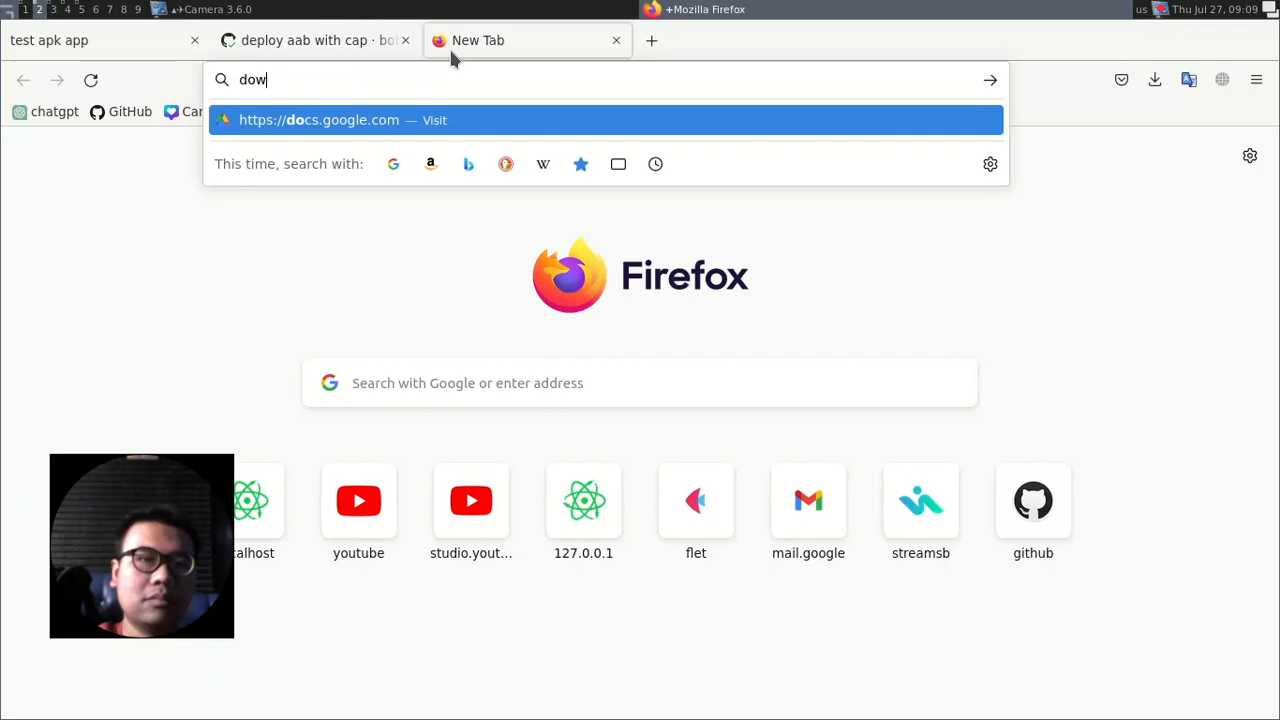 1 2 3 4 5 6 7 8 9 Camera 3.6.0
+Mozilla Firefox
us Thu Jul 27, 09:09
test apk app
deploy aab with cap · bo
New Tab
dow
https://docs.google.com — Visit
This time, search with:
chatgpt
GitHub
Car
Firefox
Search with Google or enter address
calhost
youtube
studio.yout...
127.0.0.1
flet
mail.google
streamsb
github